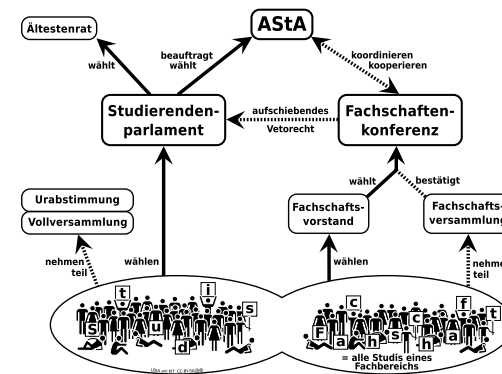 AStA
Ältestenrat
wählt
beauftragt
wählt
koordinieren
kooperieren
Studierenden-
parlament
aufschiebendes
Vetorecht
Fachschaften-
konferenz
wählt
bestätigt
Urabstimmung
Vollversammlung
Fachschafts-
vorstand
Fachschafts-
versammlung
nehmen
teil
wählen
wählen
nehme
teil
t
i
s
S
u
d
c
f
t
F
a
h
s
c
h
a
= alle Studis eines
Fachbereichs